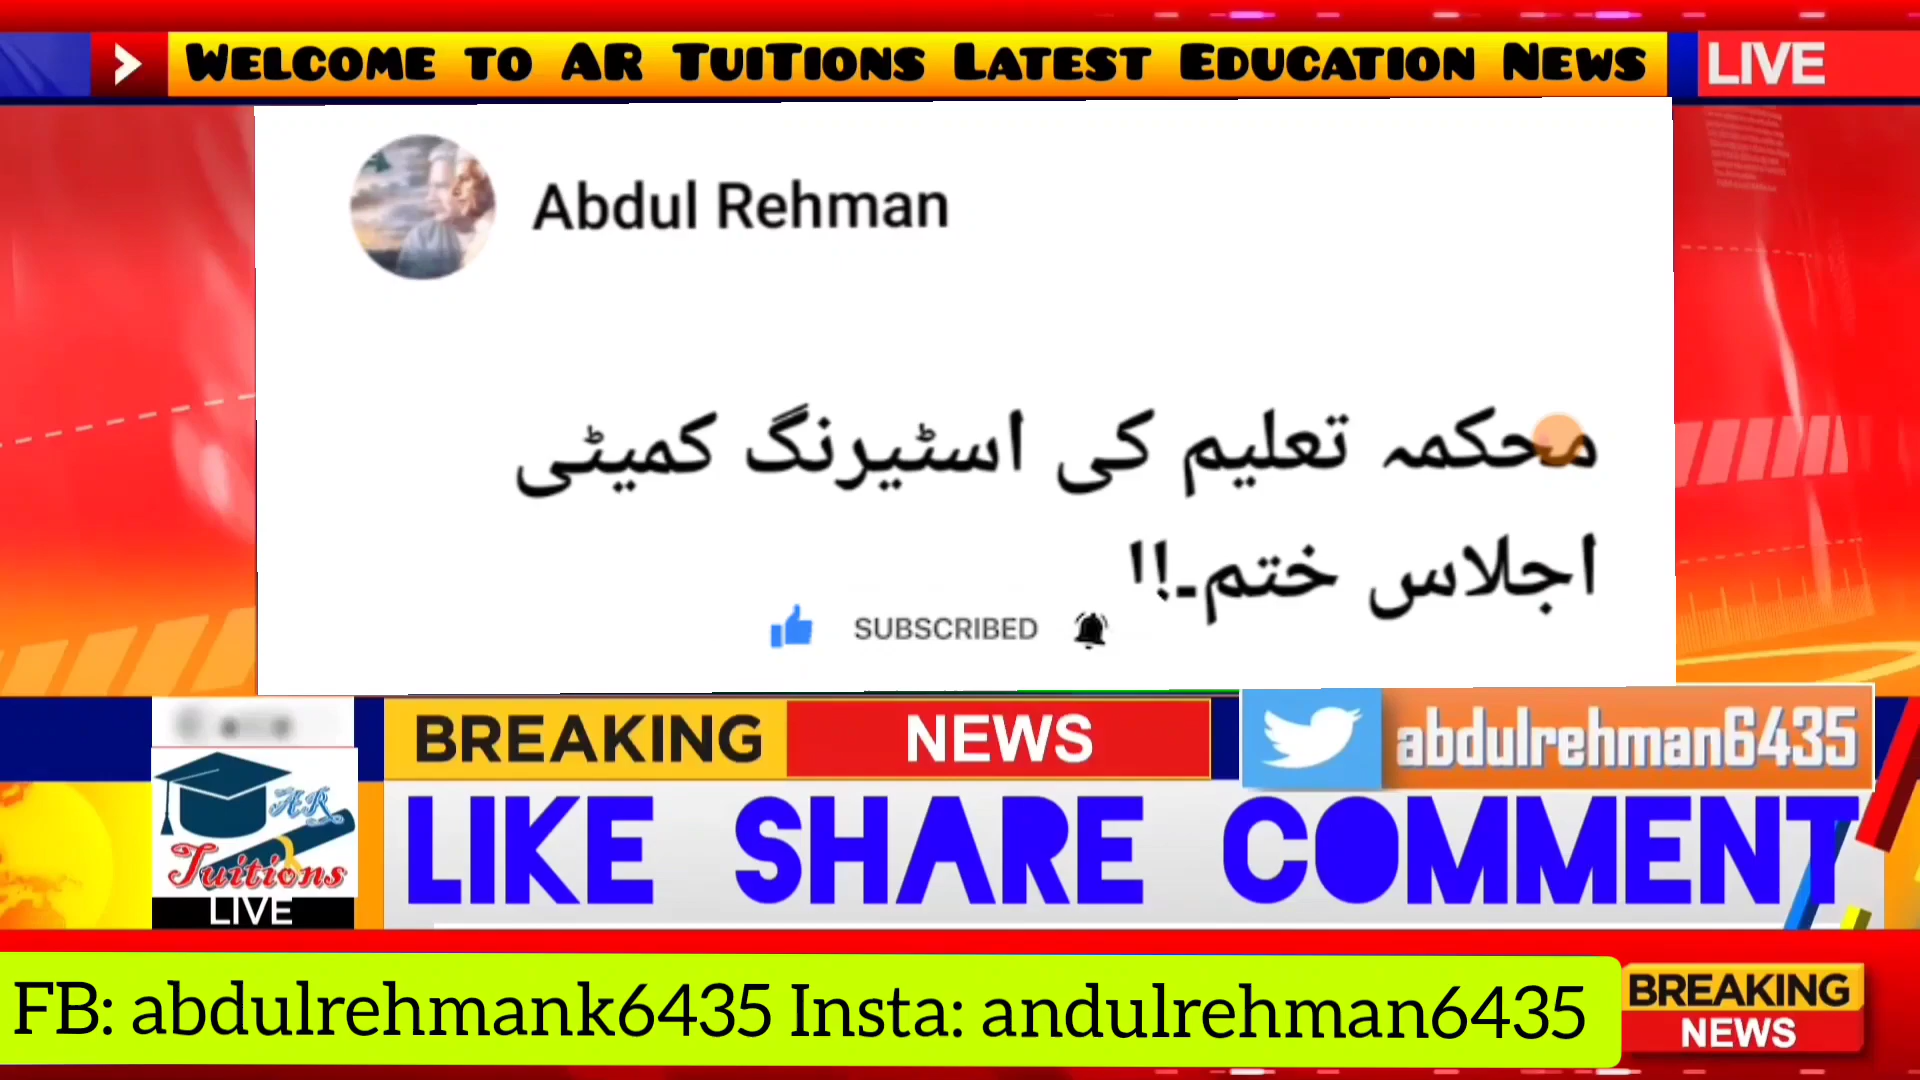 WELCOME TO AR TUITIONS LATEST EDUCATION NEWS
LIVE
Abdul Rehman
محکمہ تعلیم کی اسٹیرنگ کمیٹی
اجلاس ختم۔!!
SUBSCRIBED
BREAKING NEWS
abdulrehman6435
AR
Tuitions
LIVE
LIKE SHARE COMMENT
FB: abdulrehmank6435 Insta: andulrehman6435
BREAKING
NEWS